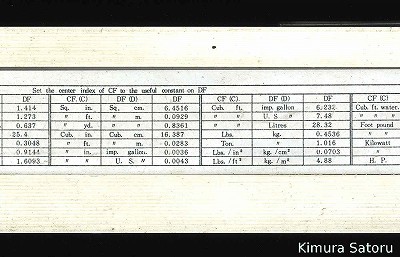 Set the center index of CF to the useful constant on DF
DF CF. (C) DF (D) DF CF (C) DF (D) DF CF (C)
1.414 Sq. in. Sq. cm. 6.4516 Cub. ft. imp. gallon 6.232 Cub. ft. water.
1.273 〃 ft. 〃 m. 0.0929 〃 〃 U. S. 〃 7.48 〃 〃 〃
0.637 〃 yd. 〃 〃 0.8361 〃 〃 Litres 28.32 Foot pound
25.4 Cub. in. Cub. cm. 16.387 Lbs. kg. 0.4536 〃 〃
0.3048 〃 ft. 〃 m. 0.0283 Ton. 〃 1.016 Kilowatt
0.9144 〃 in. imp. gallon. 0.0036 Lbs. /in² kg. /cm² 0.0703 〃
1.6093 〃 〃 U. S. 〃 0.0043 Lbs. /ft² kg. /m² 4.88 H. P.
Kimura Satoru